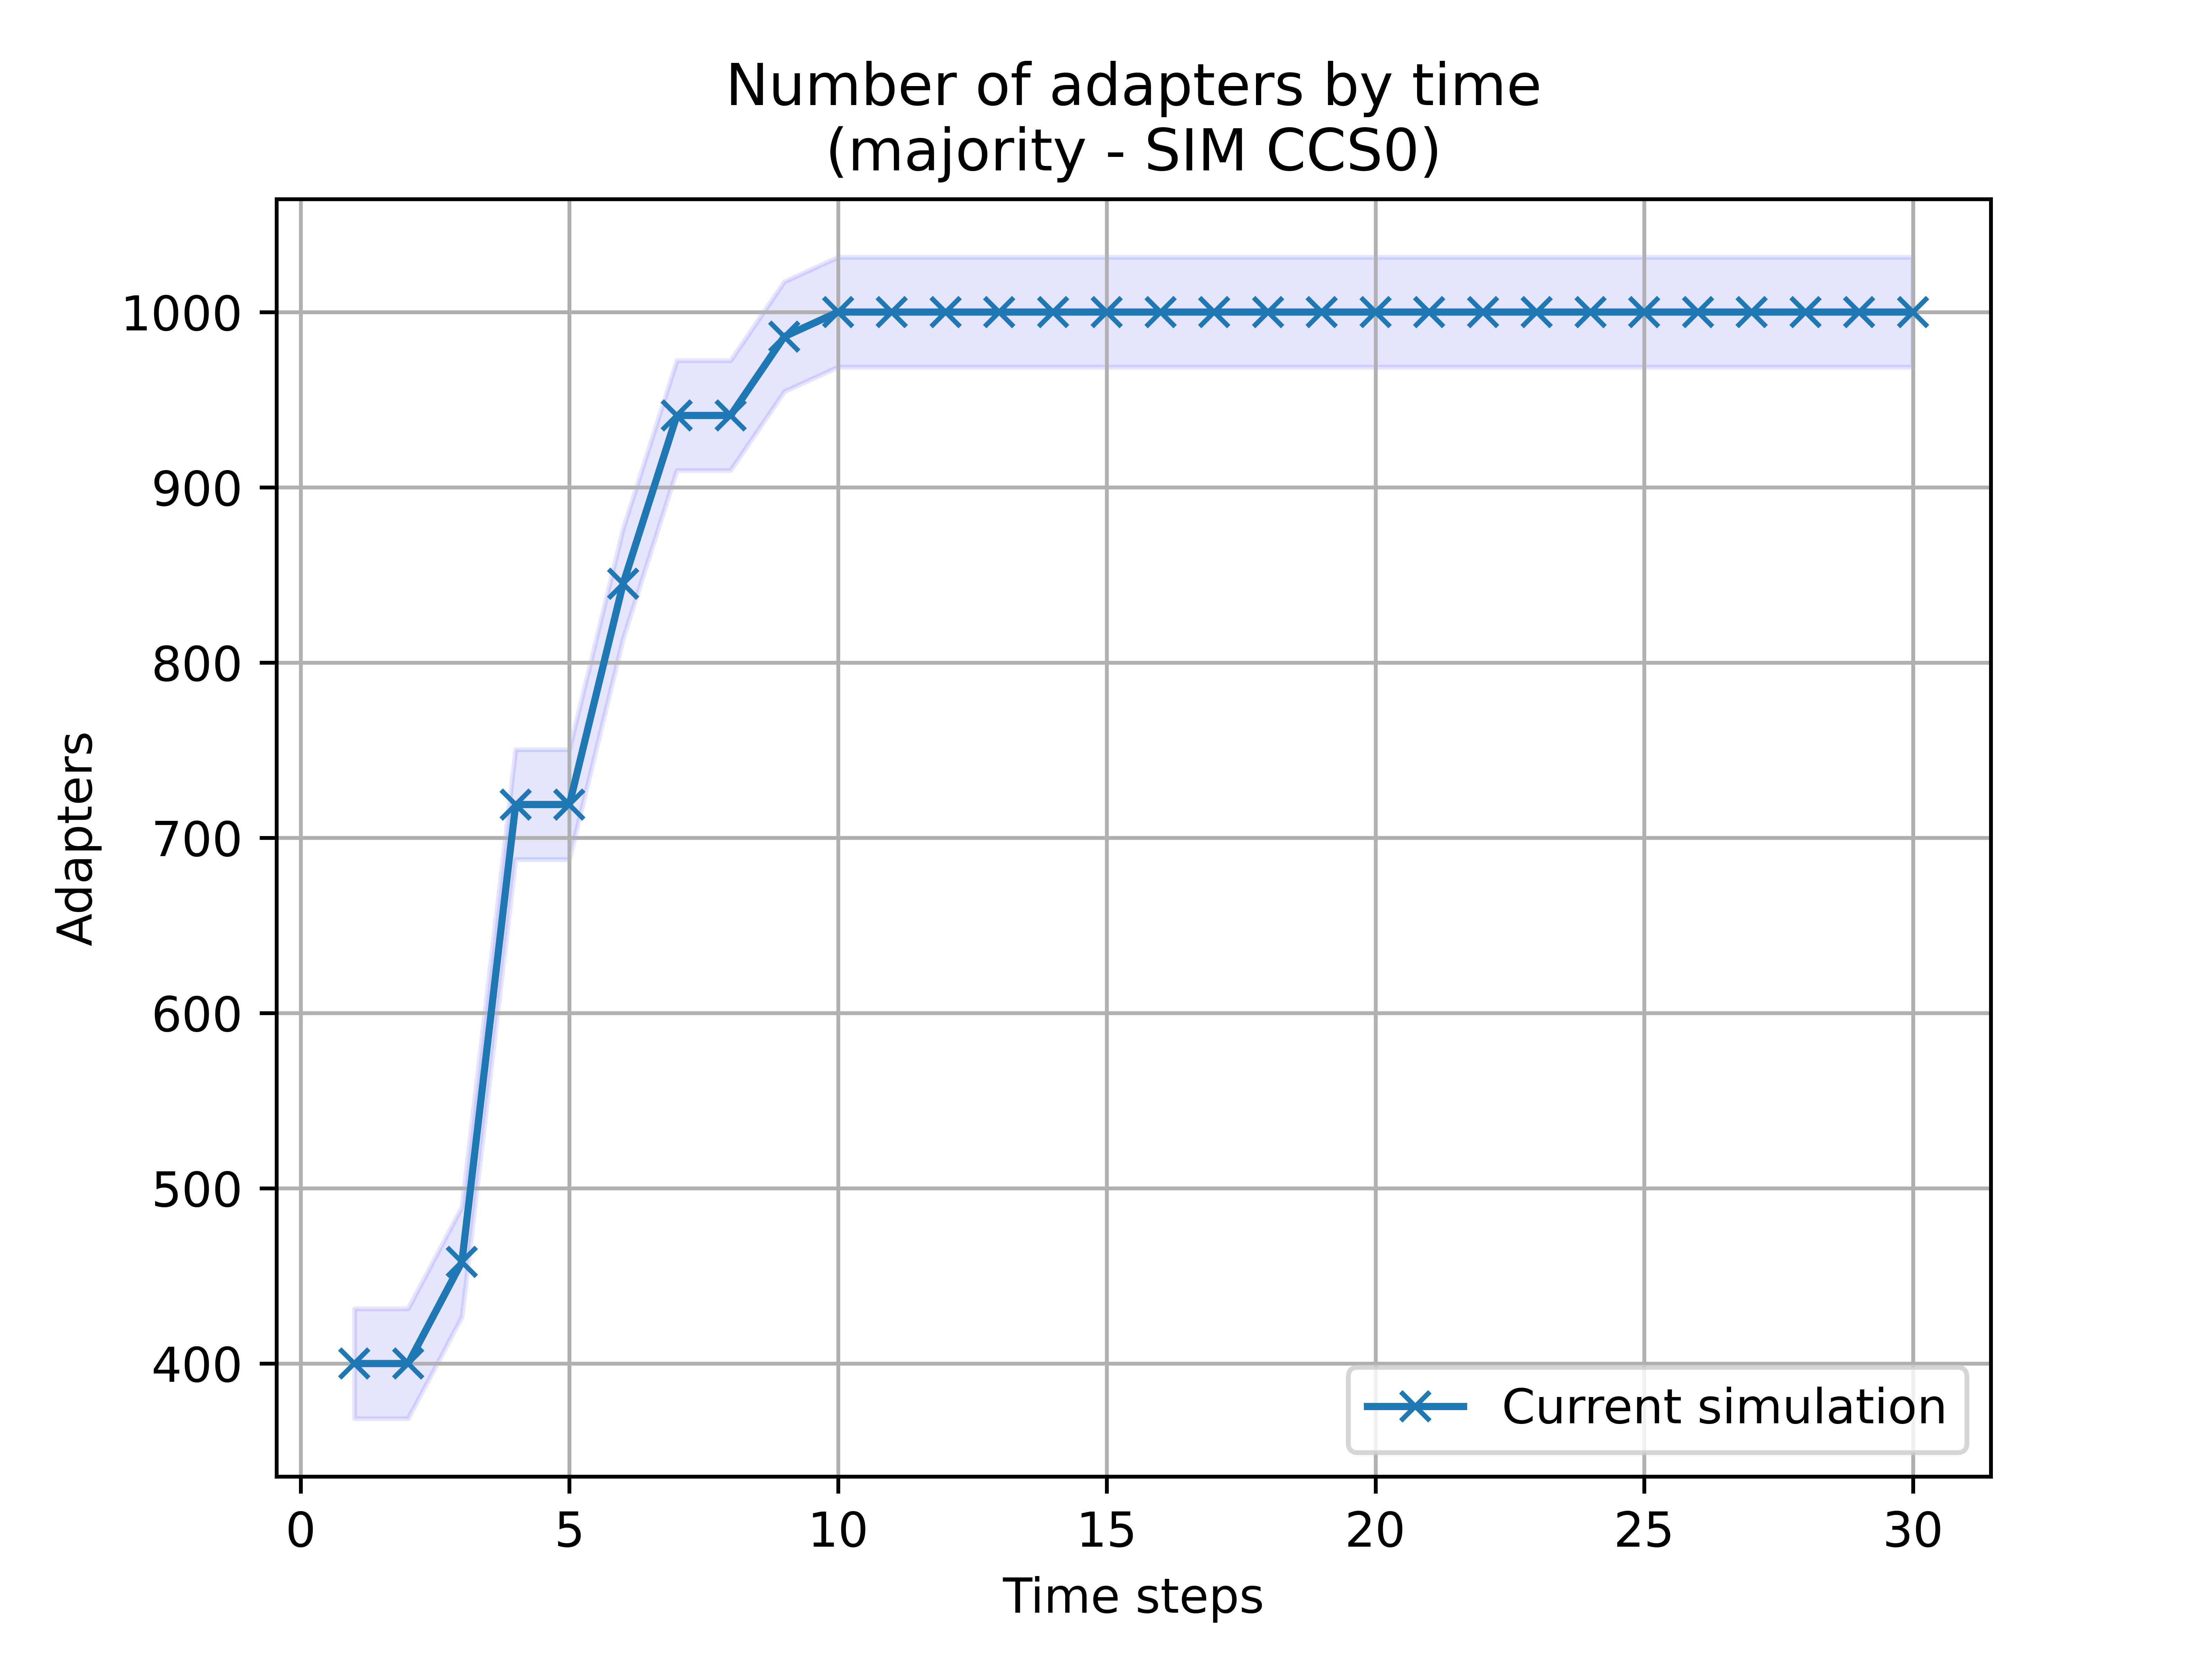 Number of adapters by time
(majority - SIM CCS0)
1000
900
800
700
600
500
400
Adapters
Current simulation
0 5 10 15 20 25 30
Time steps